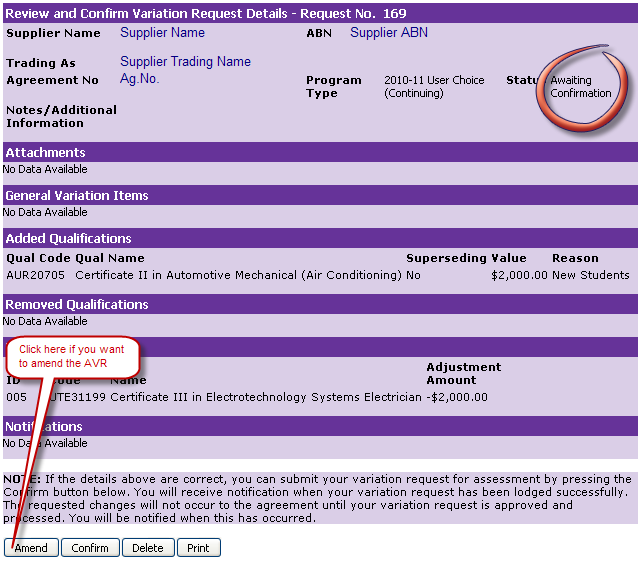 Review and Confirm Variation Request Details - Request No. 169
Supplier Name Supplier Name ABN Supplier ABN
Trading As Supplier Trading Name
Agreement No Ag.No. Program Type 2010-11 User Choice (Continuing) Status Awaiting Confirmation
Notes/Additional Information
Attachments
No Data Available
General Variation Items
No Data Available
Added Qualifications
Qual Code Qual Name Superseding Value Reason
AUR20705 Certificate II in Automotive Mechanical (Air Conditioning) No $2,000.00 New Students
Removed Qualifications
No Data Available
Click here if you want
to amend the AVR
ID Name Adjustment Amount
005 UTE31199 Certificate III in Electrotechnology Systems Electrician -$2,000.00
Notifications
No Data Available
NOTE: If the details above are correct, you can submit your variation request for assessment by pressing the
Confirm button below. You will receive notification when your variation request has been lodged successfully.
The requested changes will not occur to the agreement until your variation request is approved and
processed. You will be notified when this has occurred.
Amend Confirm Delete Print